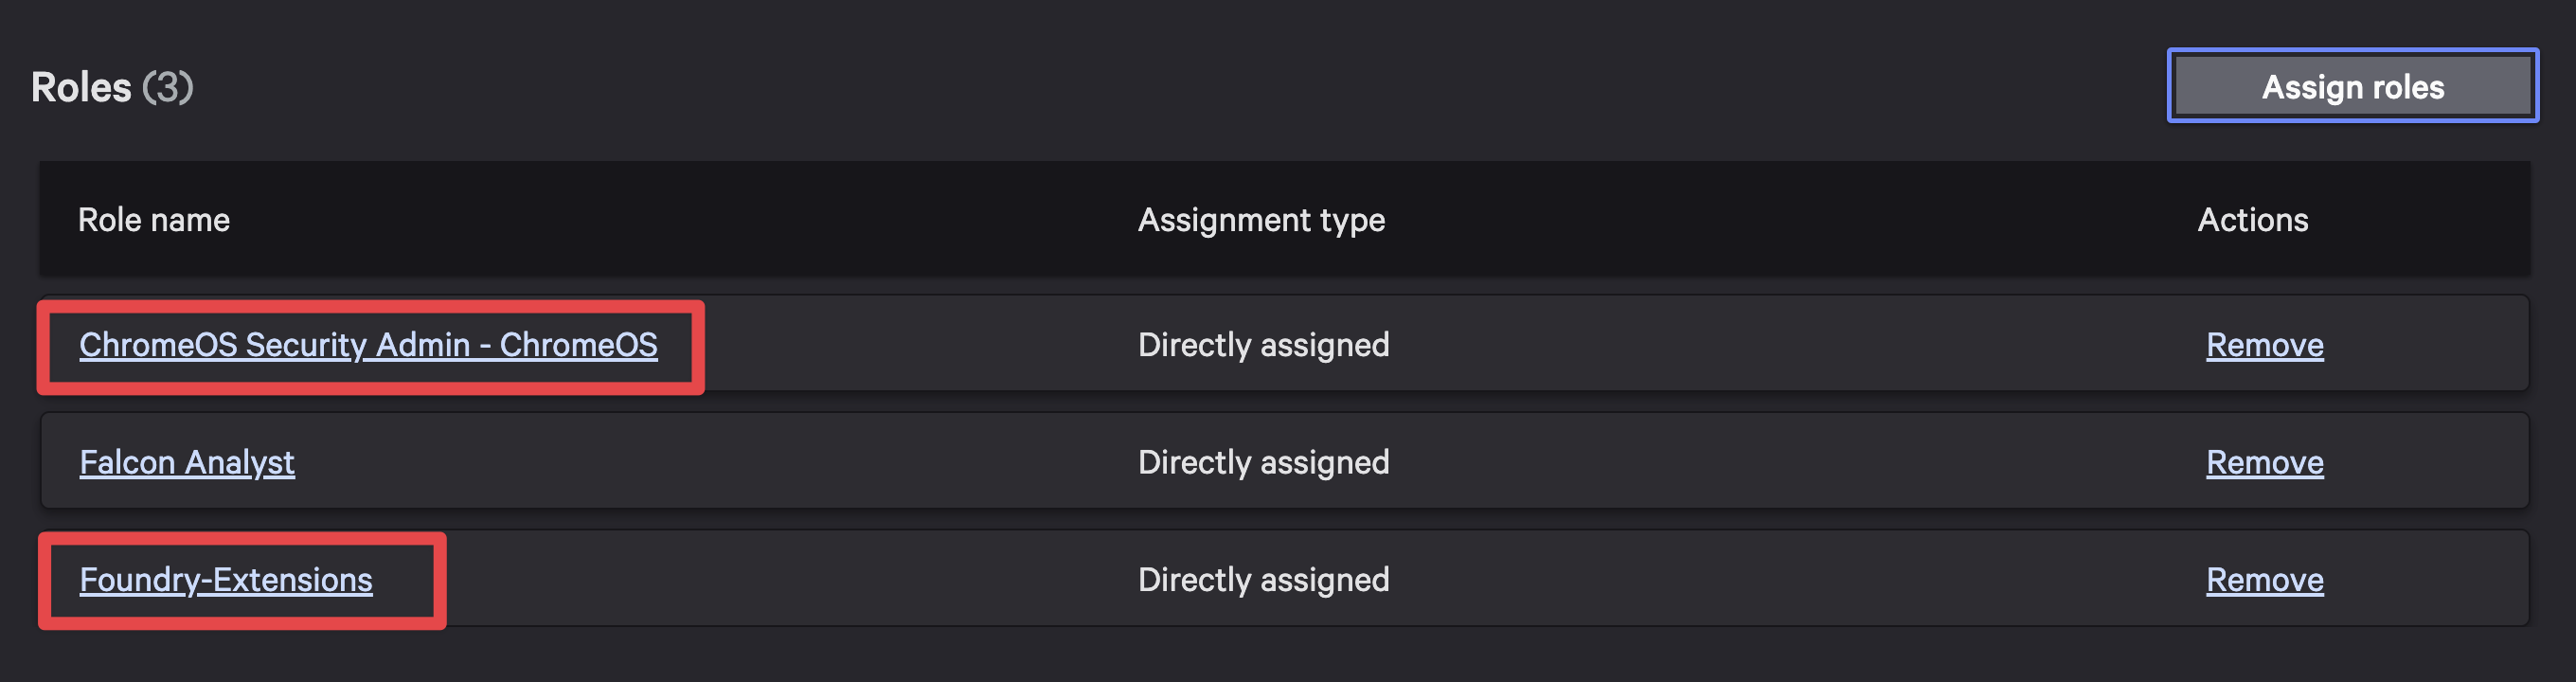 Roles (3)
Assign roles
Role name Assignment type Actions
ChromeOS Security Admin - ChromeOS Directly assigned Remove
Falcon Analyst Directly assigned Remove
Foundry-Extensions Directly assigned Remove